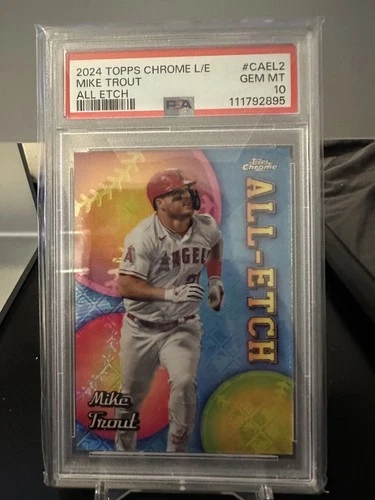 2024 TOPPS CHROME L/E #CAEL2
MIKE TROUT GEM MT
ALL ETCH 10
PSA 111792895
Topps
Chrome
ALL-ETCH
ANGELS
A
Mike
Trout